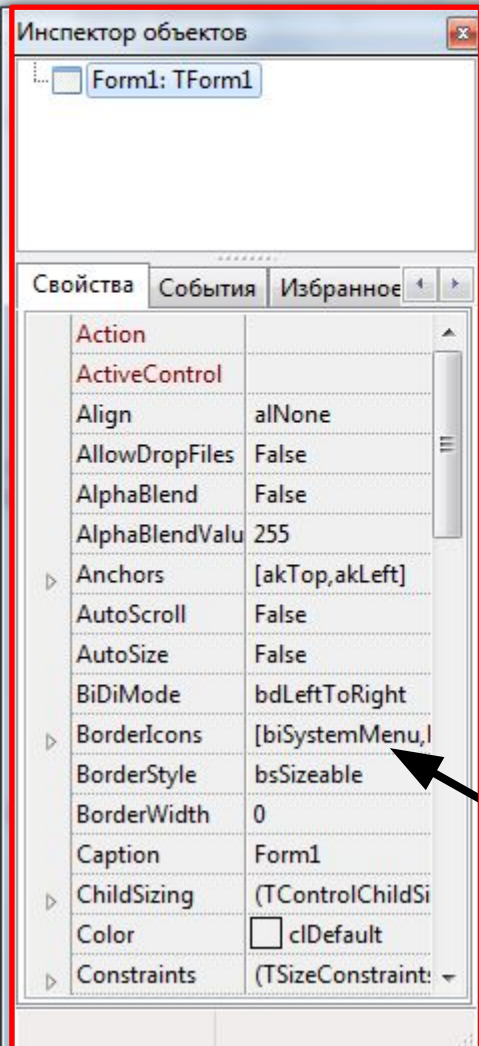 Инспектор объектов
Form1: TForm1
Свойства События Избранное
Action
ActiveControl
Align alNone
AllowDropFiles False
AlphaBlend False
AlphaBlendValu 255
Anchors [akTop,akLeft]
AutoScroll False
AutoSize False
BiDiMode bdLeftToRight
BorderIcons [biSystemMenu,
BorderStyle bsSizeable
BorderWidth 0
Caption Form1
ChildSizing (TControlChildSi
Color clDefault
Constraints (TSizeConstraint: